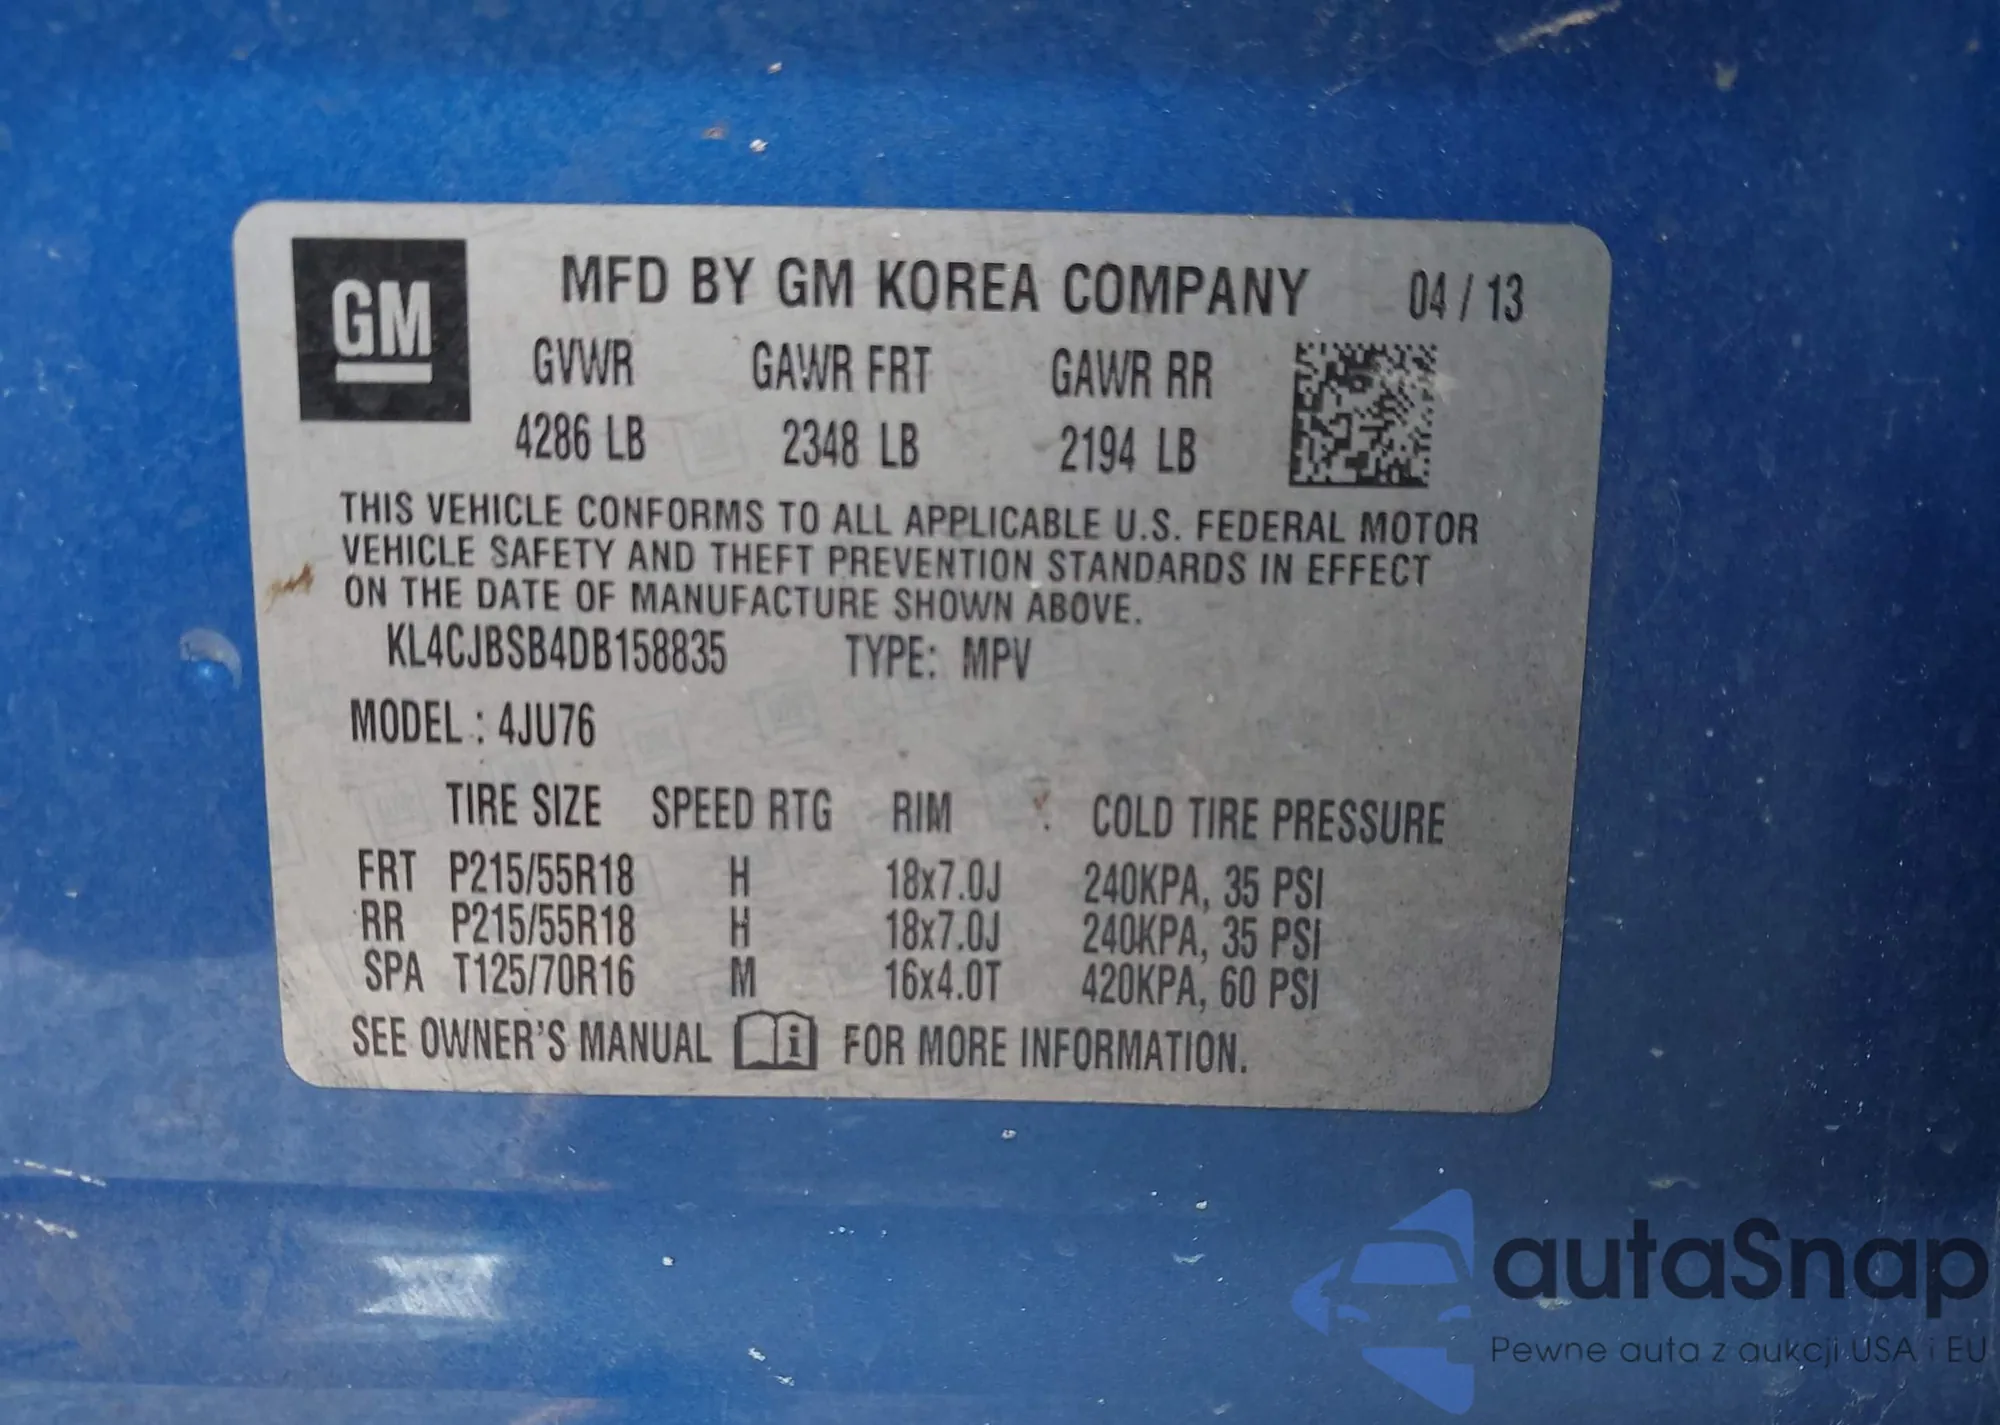 GM
MFD BY GM KOREA COMPANY 04 / 13
GVWR GAWR FRT GAWR RR
4286 LB 2348 LB 2194 LB
THIS VEHICLE CONFORMS TO ALL APPLICABLE U.S. FEDERAL MOTOR
VEHICLE SAFETY AND THEFT PREVENTION STANDARDS IN EFFECT
ON THE DATE OF MANUFACTURE SHOWN ABOVE.
KL4CJBSB4DB158835 TYPE: MPV
MODEL : 4JU76
TIRE SIZE SPEED RTG RIM COLD TIRE PRESSURE
FRT P215/55R18 H 18x7.0J 240KPA, 35 PSI
RR P215/55R18 H 18x7.0J 240KPA, 35 PSI
SPA T125/70R16 M 16x4.0T 420KPA, 60 PSI
SEE OWNER'S MANUAL i FOR MORE INFORMATION.
autaSnap
Pewne auta z aukcji USA i EU